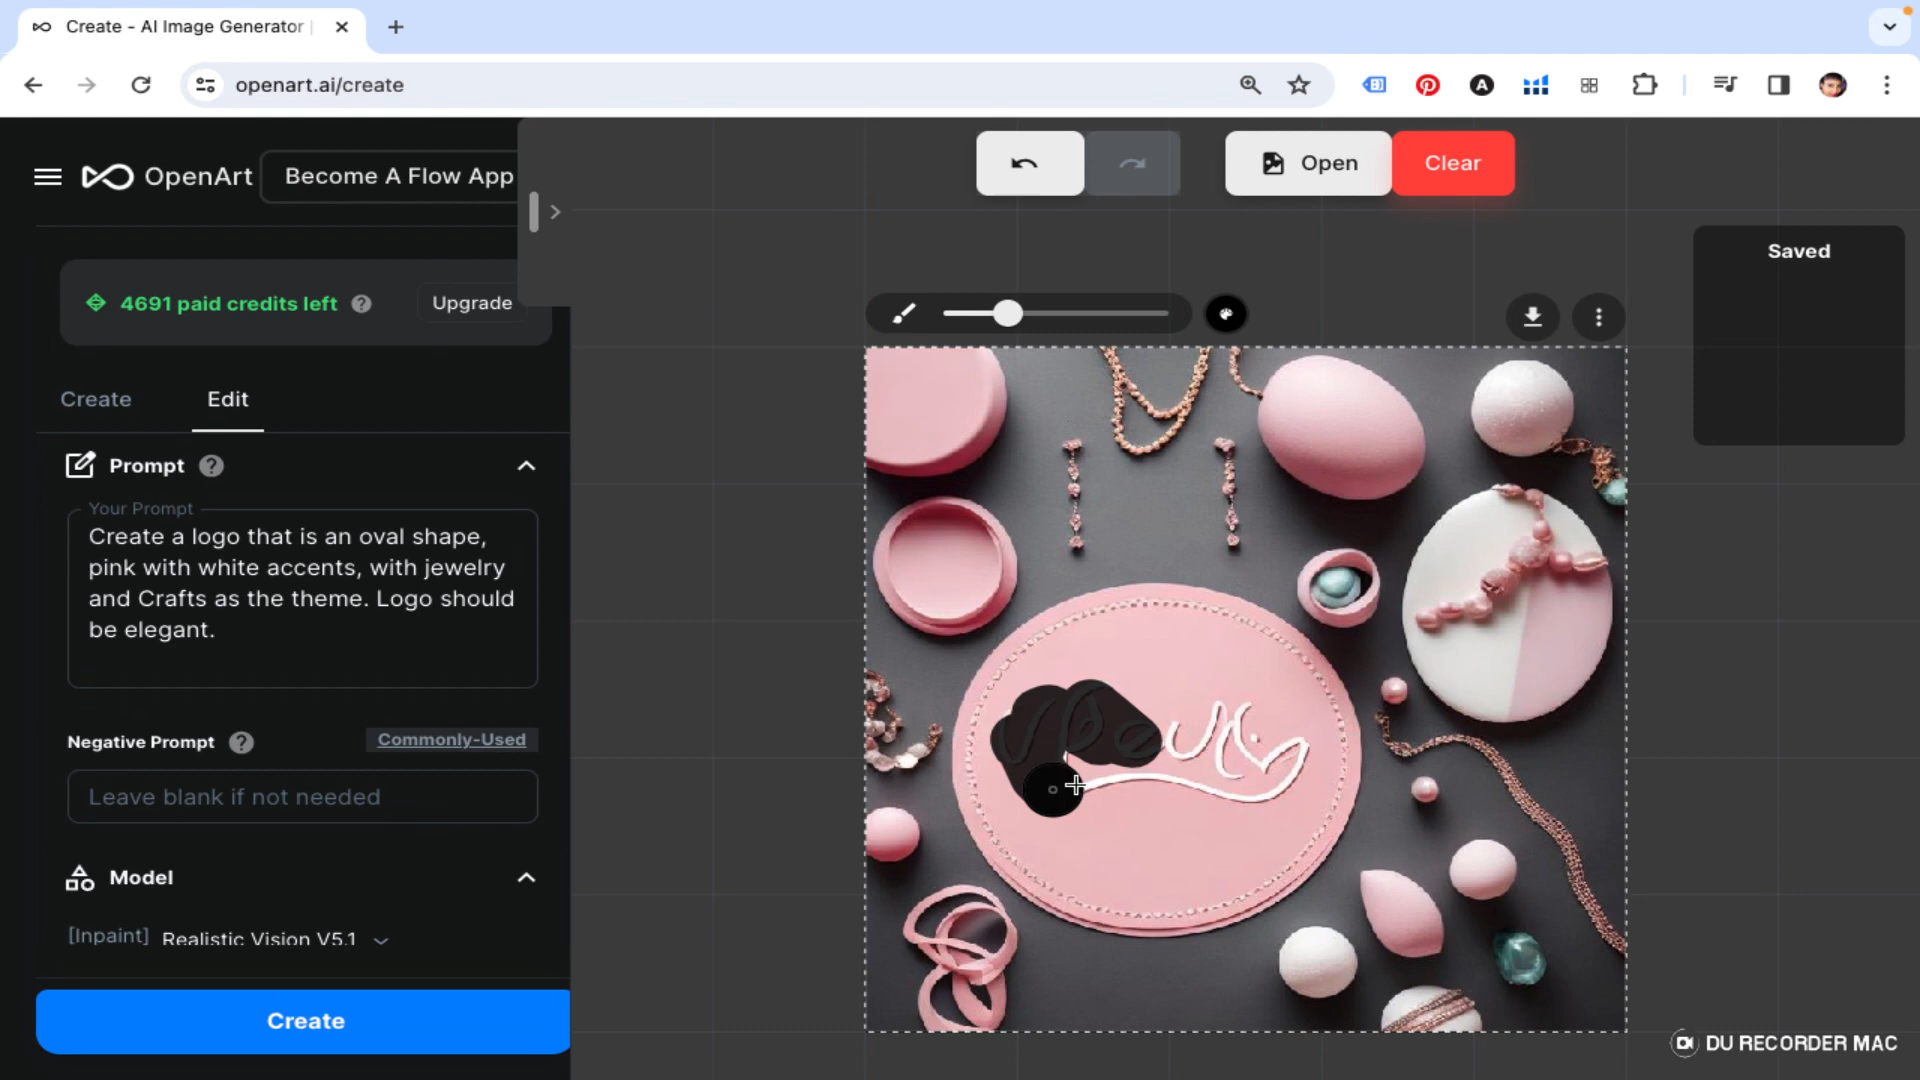 Create - AI Image Generator |
openart.ai/create
OpenArt
Become A Flow App
Open
Clear
Saved
4691 paid credits left
Upgrade
Create
Edit
Prompt
Your Prompt
Create a logo that is an oval shape,
pink with white accents, with jewelry
and Crafts as the theme. Logo should
be elegant.
Negative Prompt
Commonly-Used
Leave blank if not needed
Model
[Inpaint] Realistic Vision V5.1
Create
DU RECORDER MAC